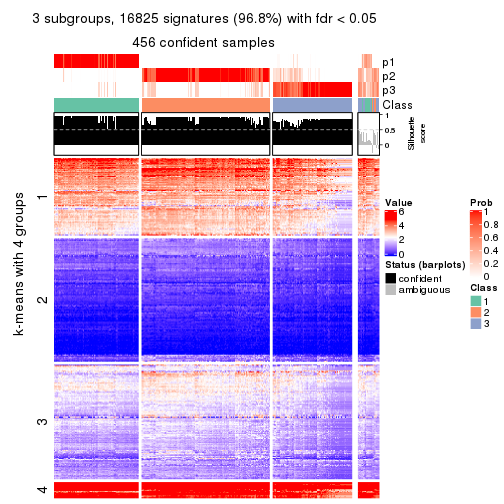 3 subgroups, 16825 signatures (96.8%) with fdr < 0.05
456 confident samples
p1
p2
p3
Class
1
0.5
0
Silhouette
score
k-means with 4 groups
1
2
3
4
Value
6
4
2
0
Status (barplots)
confident
ambiguous
Prob
1
0.8
0.6
0.4
0.2
0
Class
1
2
3